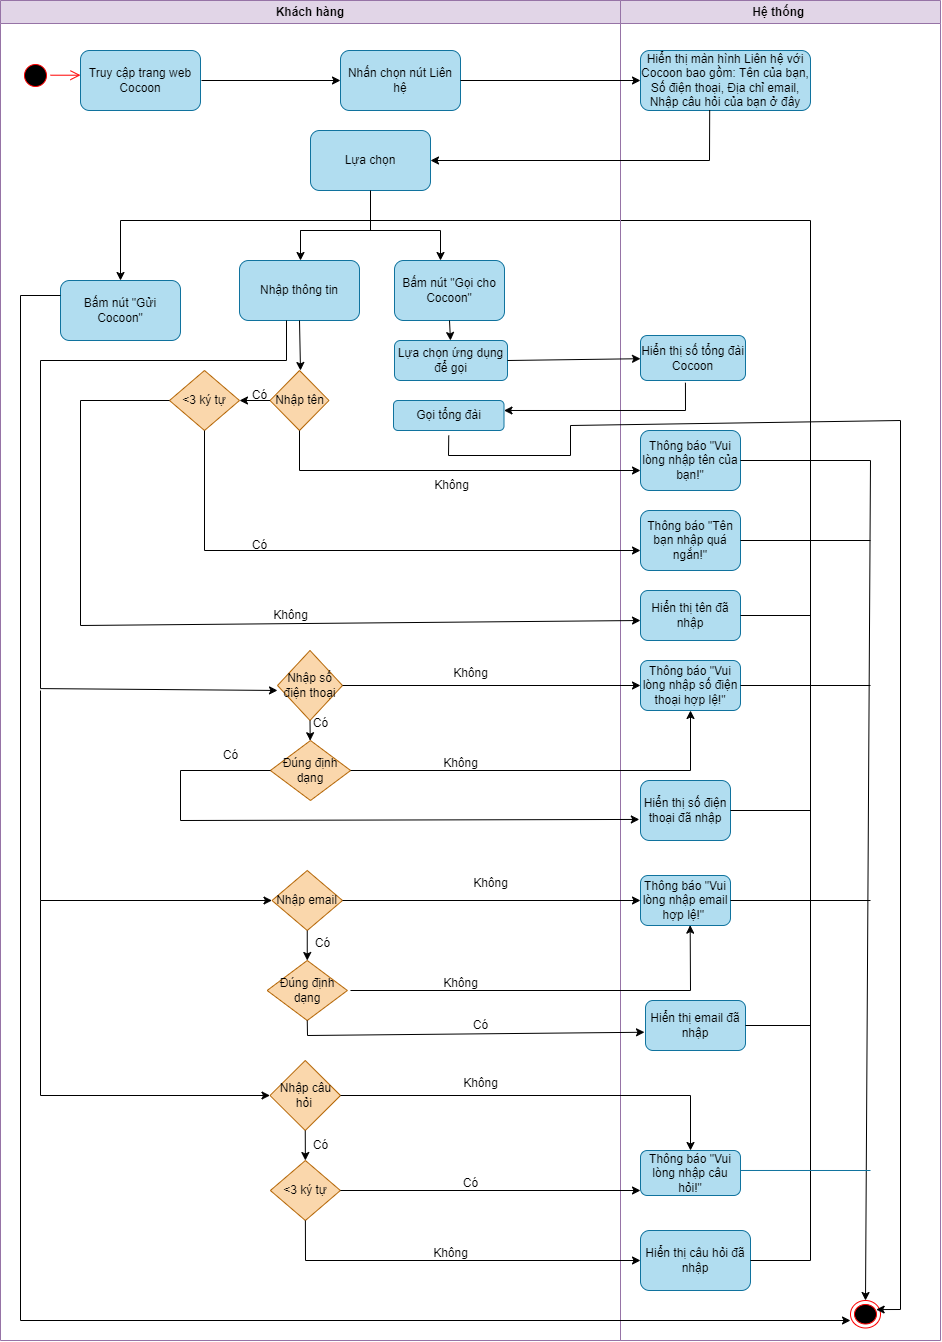 Khách hàng
Hệ thống
Truy cập trang web
Cocoon
Nhấn chọn nút Liên
hệ
Hiển thị màn hình Liên hệ với
Cocoon bao gồm: Tên của bạn,
Số điện thoại, Địa chỉ email,
Nhập câu hỏi của bạn ở đây
Lựa chọn
Bấm nút "Gửi
Cocoon"
Nhập thông tin
Bấm nút "Gọi cho
Cocoon"
Lựa chọn ứng dụng
để gọi
Hiển thị số tổng đài
Cocoon
<3 ký tự
Có
Nhập tên
Gọi tổng đài
Không
Thông báo "Vui
lòng nhập tên của
bạn!"
Có
Thông báo "Tên
bạn nhập quá
ngắn!"
Không
Hiển thị tên đã
nhập
Nhập số
điện thoại
Không
Thông báo "Vui
lòng nhập số điện
thoại hợp lệ!"
Có
Có
Đúng định
dạng
Không
Hiển thị số điện
thoại đã nhập
Nhập email
Không
Thông báo "Vui
lòng nhập email
hợp lệ!"
Có
Đúng định
dạng
Không
Có
Hiển thị email đã
nhập
Nhập câu
hỏi
Không
Có
Thông báo "Vui
lòng nhập câu
hỏi!"
<3 ký tự
Có
Không
Hiển thị câu hỏi đã
nhập